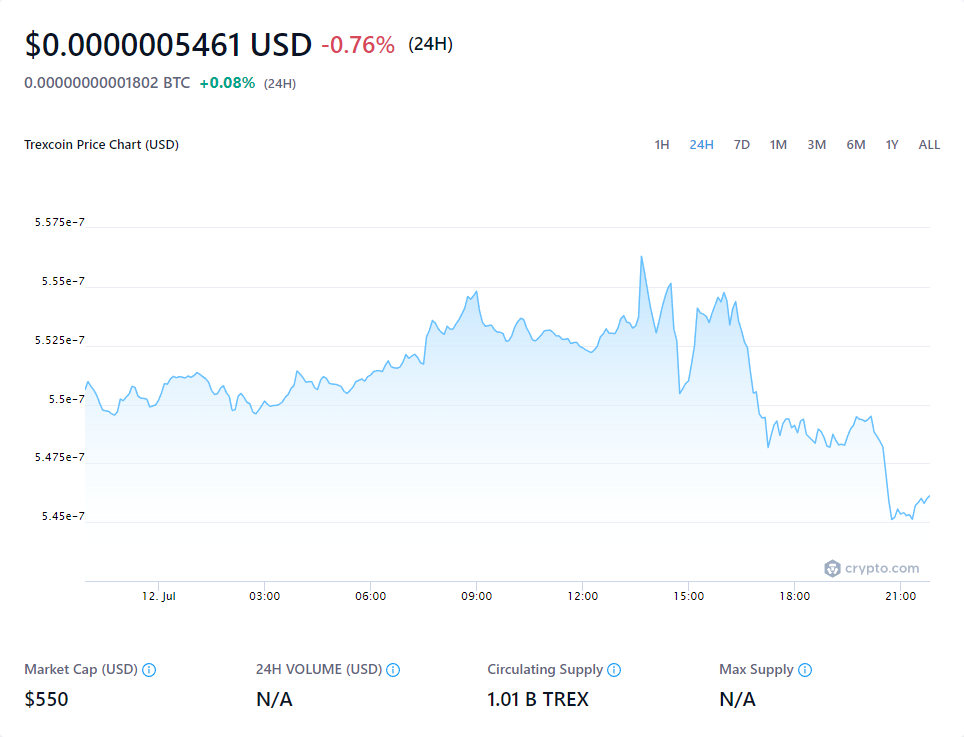 $0.0000005461 USD -0.76% (24H)
0.00000000001802 BTC +0.08% (24H)
Trexcoin Price Chart (USD) 1H 24H 7D 1M 3M 6M 1Y ALL
5.575e-7
5.55e-7
5.525e-7
5.5e-7
5.475e-7
5.45e-7
crypto.com
12. Jul 03:00 06:00 09:00 12:00 15:00 18:00 21:00
Market Cap (USD) 24H VOLUME (USD) Circulating Supply Max Supply
$550 N/A 1.01 B TREX N/A